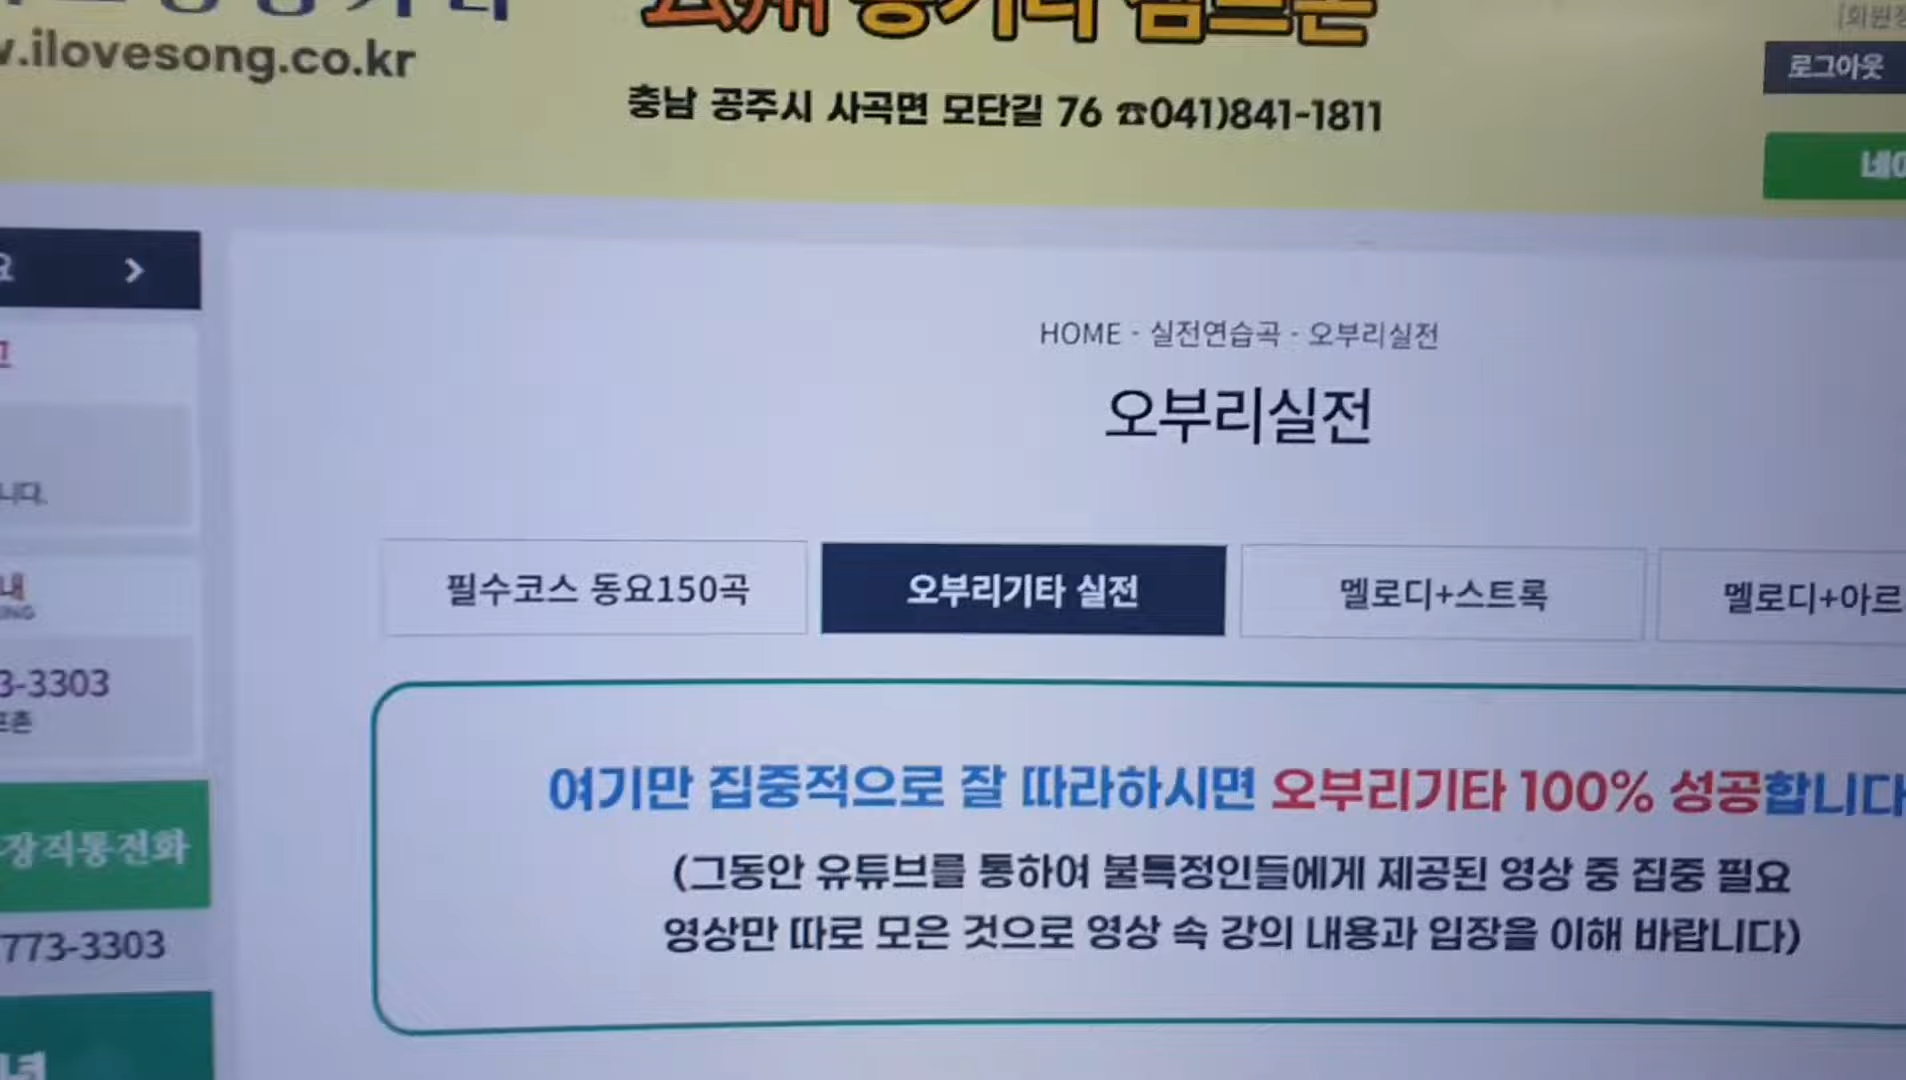 .ilovesong.co.kr
충남 공주시 사곡면 모단길 76 ☎041)841-1811
로그아웃
HOME - 실전연습곡 - 오부리실전
오부리실전
필수코스 동요150곡
오부리기타 실전
멜로디+스트록
멜로디+아르
여기만 집중적으로 잘 따라하시면 오부리기타 100% 성공합니다
(그동안 유튜브를 통하여 불특정인들에게 제공된 영상 중 집중 필요
영상만 따로 모은 것으로 영상 속 강의 내용과 입장을 이해 바랍니다)
니다.
3-3303
장직통전화
773-3303